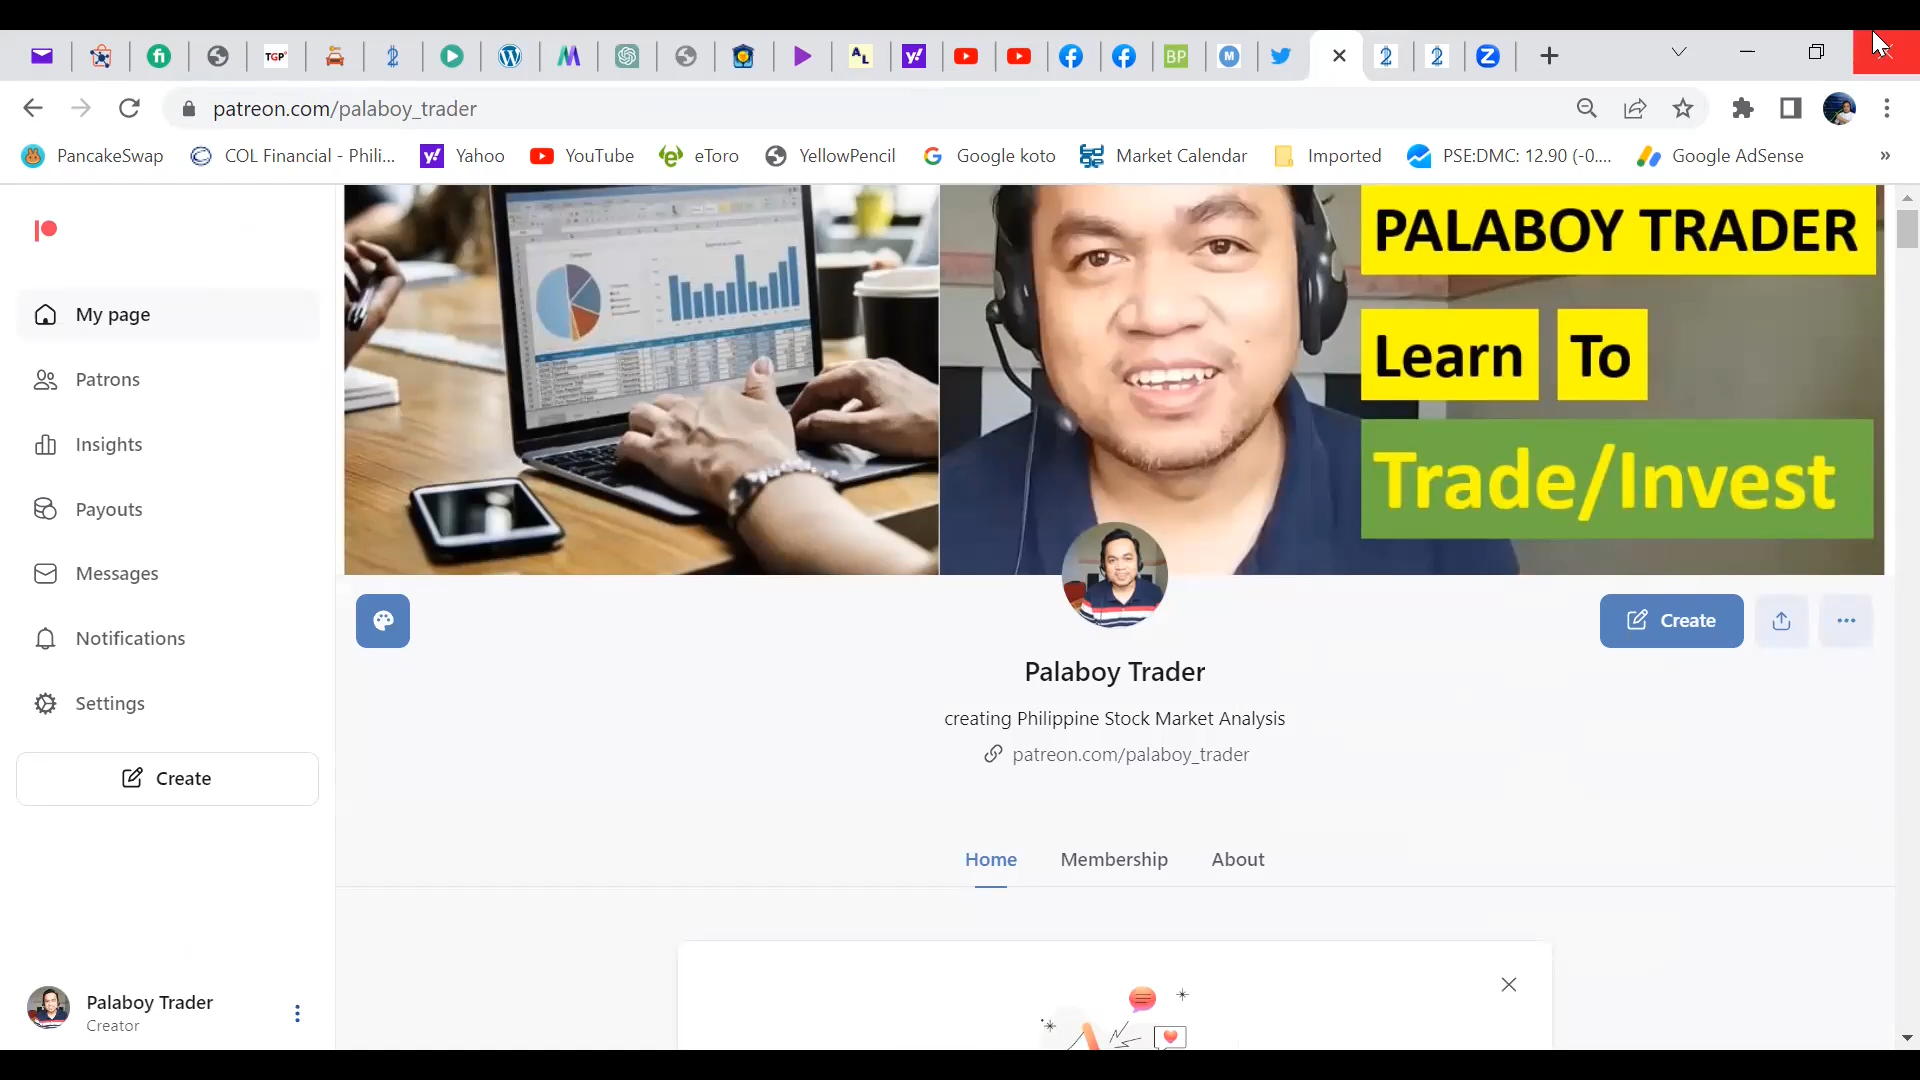 TGP
patreon.com/palaboy_trader
PancakeSwap
COL Financial - Phili...
Yahoo
YouTube
eToro
YellowPencil
Google koto
Market Calendar
Imported
PSE:DMC: 12.90 (-0....
Google AdSense
»
My page
Patrons
Insights
Payouts
Messages
Notifications
Settings
Create
Palaboy Trader
Creator
PALABOY TRADER
Learn To
Trade/Invest
Create
Palaboy Trader
creating Philippine Stock Market Analysis
patreon.com/palaboy_trader
Home Membership About